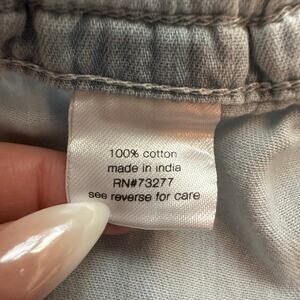 100% cotton
made in india
RN#73277
see reverse for care